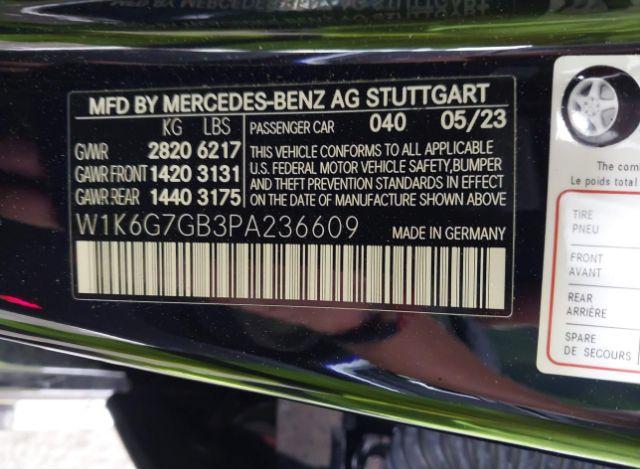 MFD BY MERCEDES-BENZ AG STUTTGART
KG LBS
GVWR 2820 6217
GAWR FRONT 1420 3131
GAWR REAR 1440 3175
PASSENGER CAR 040 05/23
THIS VEHICLE CONFORMS TO ALL APPLICABLE
U.S. FEDERAL MOTOR VEHICLE SAFETY, BUMPER
AND THEFT PREVENTION STANDARDS IN EFFECT
ON THE DATE OF MANUFACTURE SHOWN ABOVE
W1K6G7GB3PA236609 MADE IN GERMANY
The com
Le poids total
TIRE
PNEU
FRONT
AVANT
REAR
ARRIÈRE
SPARE
DE SECOURS